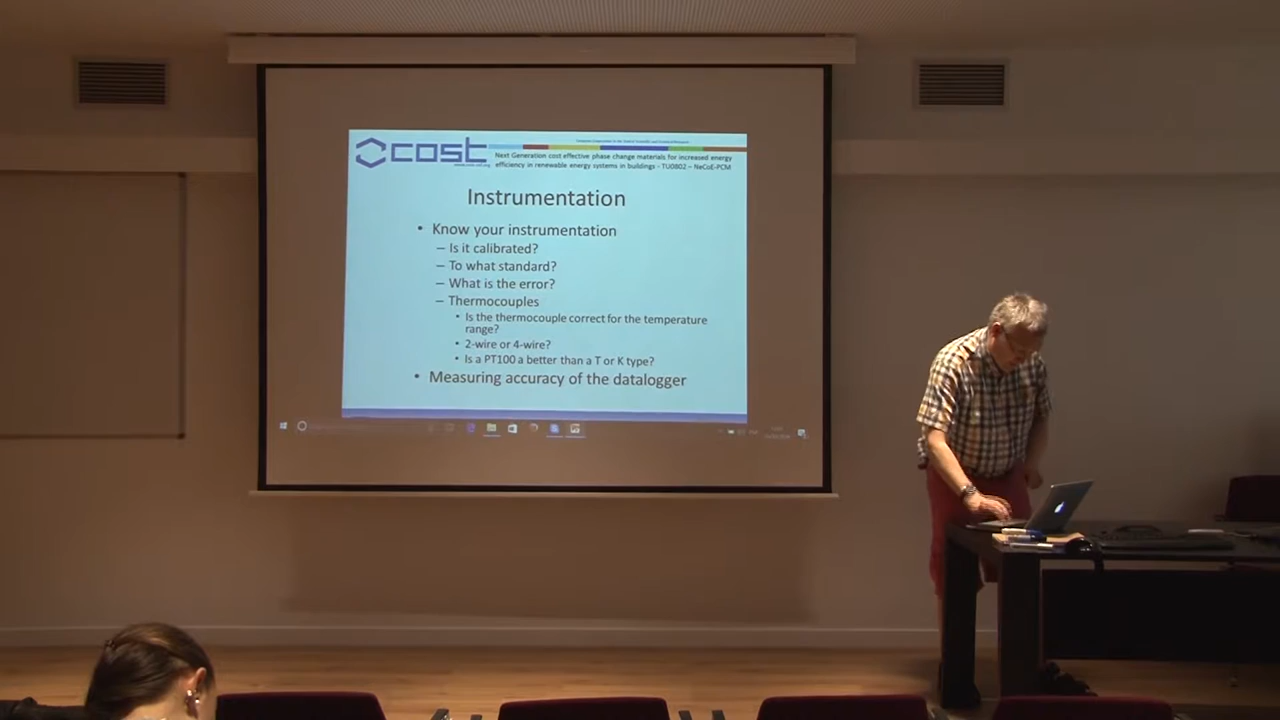 cost
Next Generation cost effective phase change materials for increased energy
efficiency in renewable energy systems in buildings - TU0802 – NeCoE-PCM
Instrumentation
• Know your instrumentation
– Is it calibrated?
– To what standard?
– What is the error?
– Thermocouples
• Is the thermocouple correct for the temperature
range?
• 2-wire or 4-wire?
• Is a PT100 a better than a T or K type?
• Measuring accuracy of the datalogger